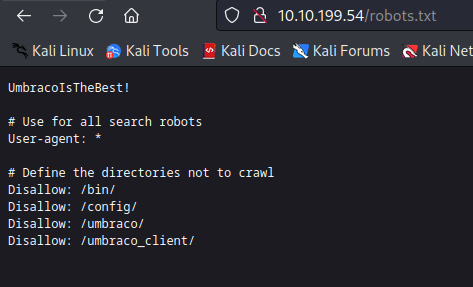 10.10.199.54/robots.txt
Kali Linux Kali Tools Kali Docs Kali Forums Kali Net
UmbracoIsTheBest!
# Use for all search robots
User-agent: *
# Define the directories not to crawl
Disallow: /bin/
Disallow: /config/
Disallow: /umbraco/
Disallow: /umbraco_client/